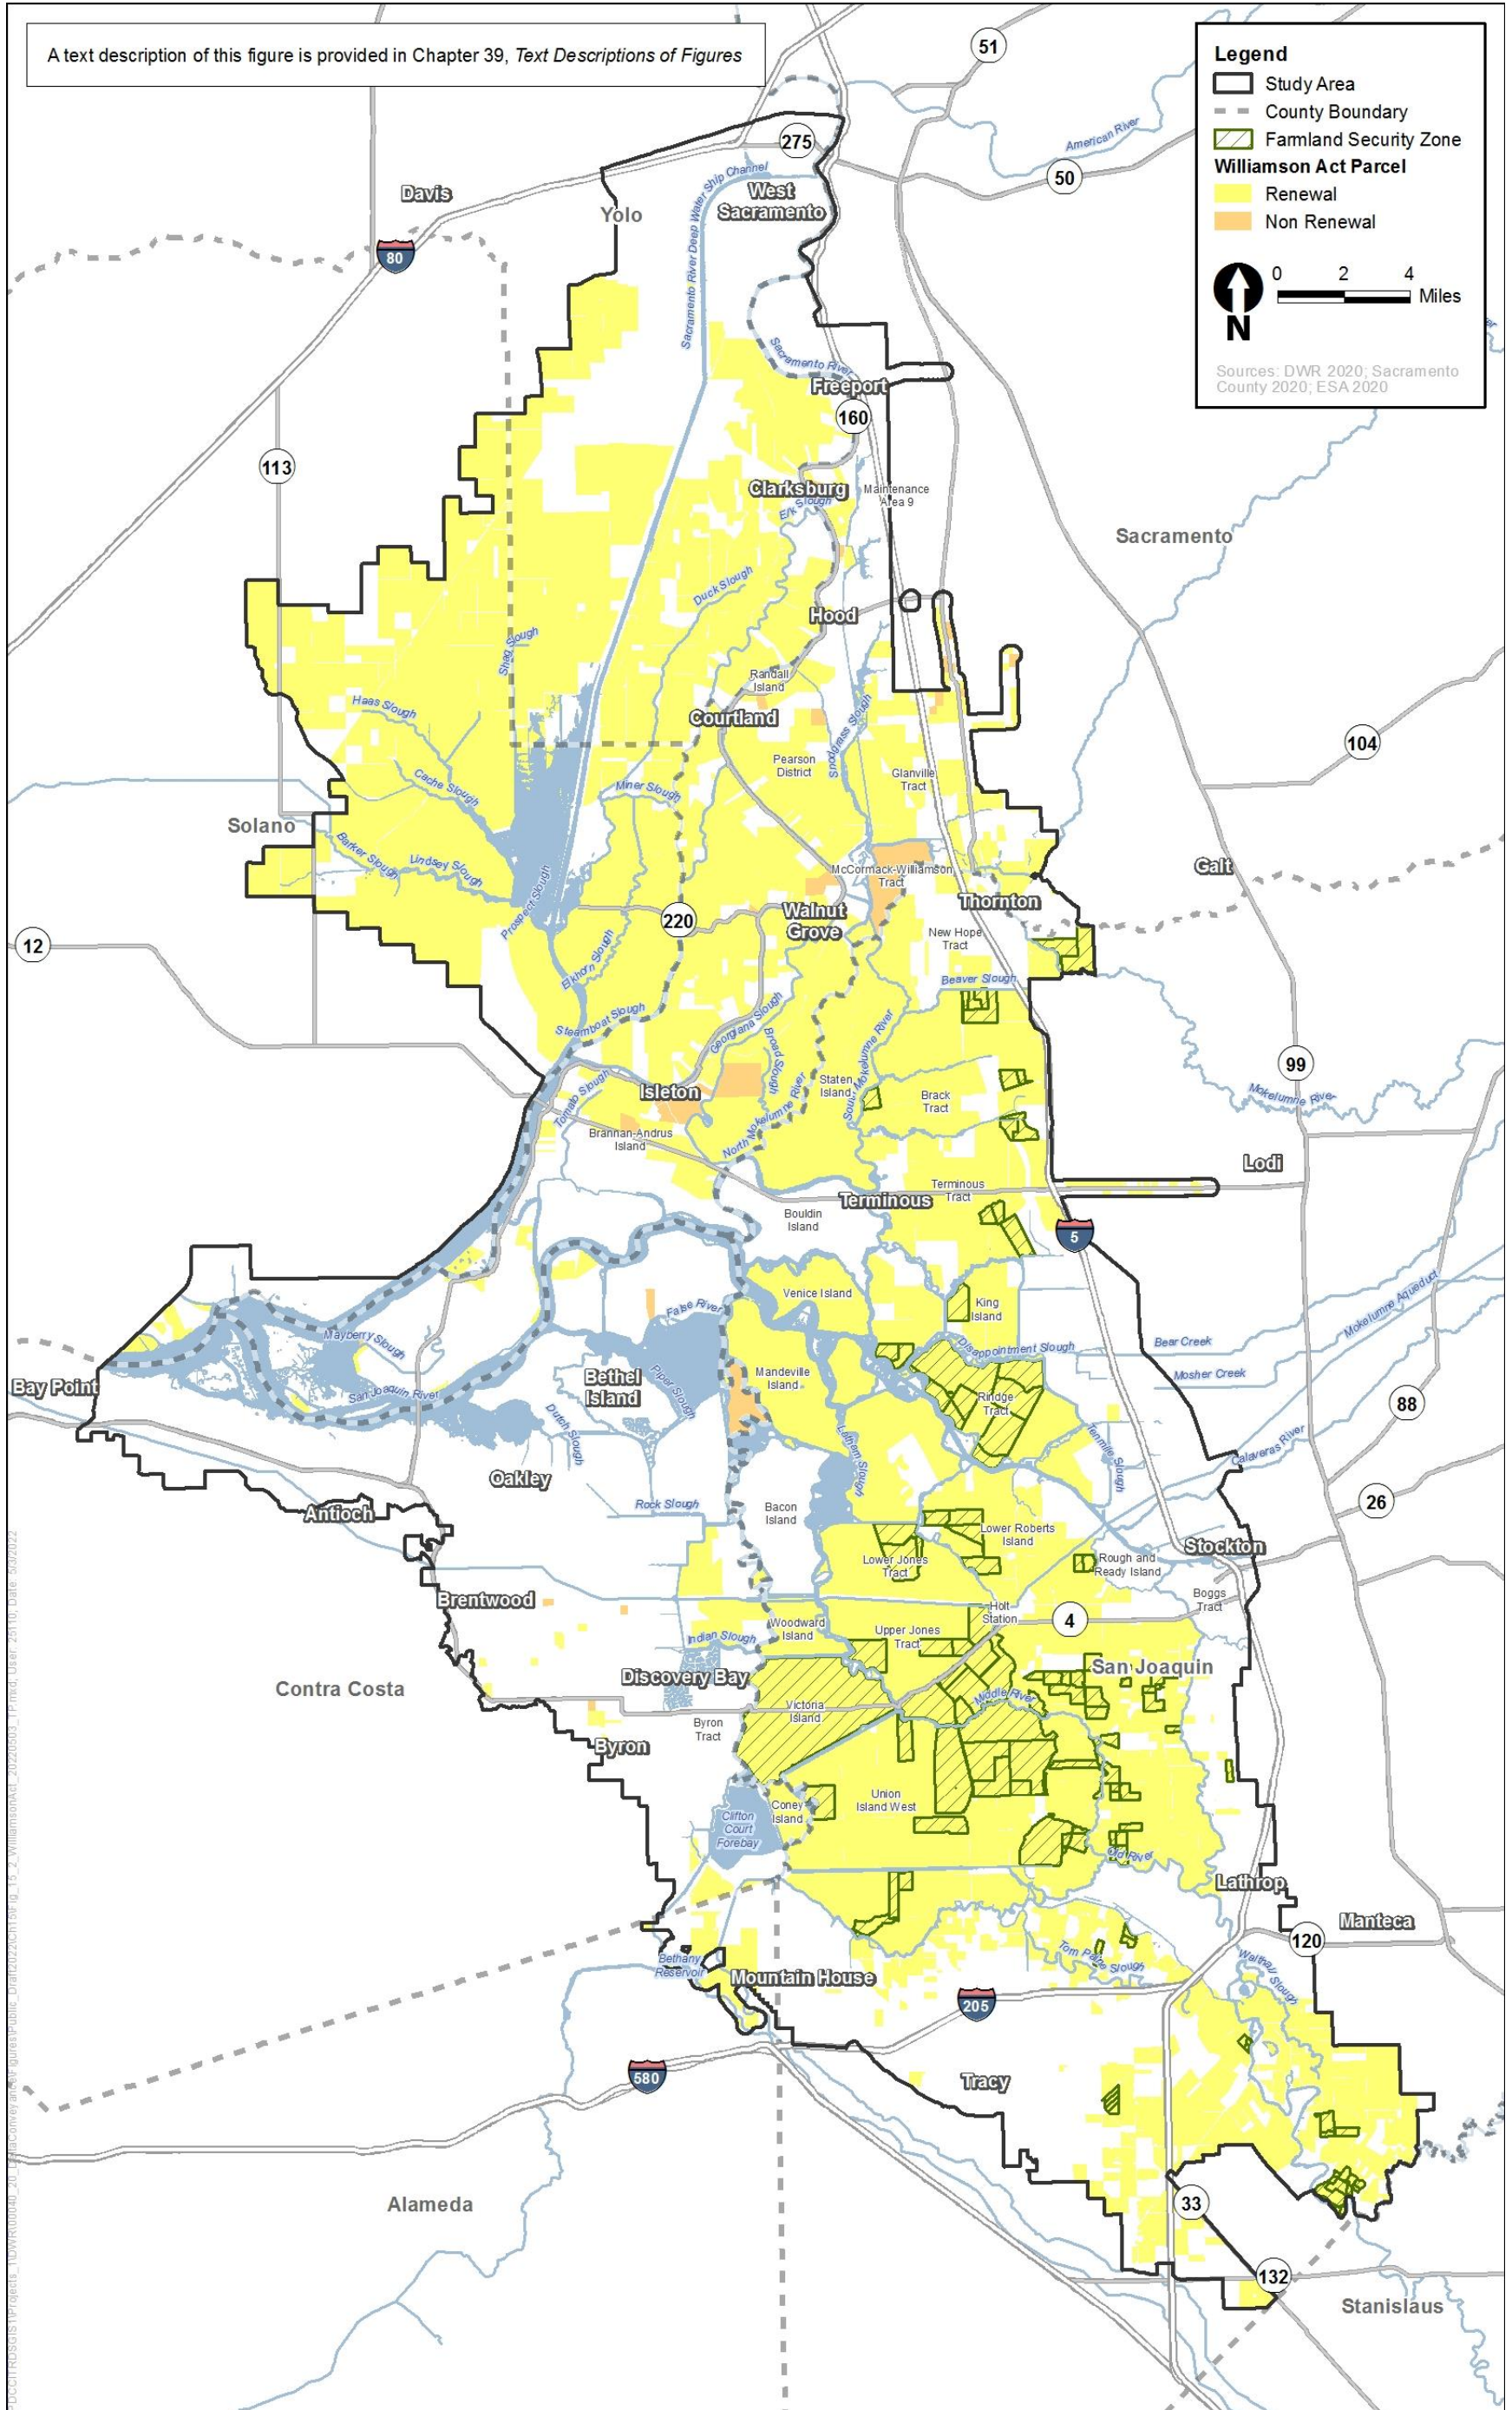 A text description of this figure is provided in Chapter 39, Text Descriptions of Figures
Legend
Study Area
County Boundary
Farmland Security Zone
Williamson Act Parcel
Renewal
Non Renewal
0 2 4
Miles
N
Sources: DWR 2020; Sacramento
County 2020; ESA 2020
51
American River
275
50
Sacramento River Deep Water Ship Channel
West
Sacramento
Davis
Yolo
80
Sacramento River
Freeport
160
113
Clarksburg
Elk Slough
Maintenance
Area 9
Sacramento
Duck Slough
Hood
Shag Slough
Randall
Island
Haas Slough
Courtland
Snodgrass Slough
104
Pearson
District
Glanville
Tract
Cache Slough
Miner Slough
Solano
Barker Slough
Lindsey Slough
McCormack-Williamson
Tract
Galt
Prospect Slough
220
Walnut
Grove
Thornton
12
New Hope
Tract
Elkhorn Slough
Beaver Slough
Steamboat Slough
Georgiana Slough
Broad Slough
South Mokelumne River
99
Tomato Slough
Isleton
Staten
Island
Brack
Tract
Mokelumne River
Brannan-Andrus
Island
North Mokelumne River
Lodi
Terminous
Terminous
Tract
Bouldin
Island
5
Venice Island
King
Island
False River
Mokelumne Aqueduct
Mayberry Slough
Disappointment Slough
Bear Creek
Mosher Creek
Bay Point
San Joaquin River
Bethel
Island
Piper Slough
Mandeville
Island
Rindge
Tract
88
Dutch Slough
Latham Slough
Tenmile Slough
Calaveras River
Oakley
26
Antioch
Rock Slough
Bacon
Island
Lower Roberts
Island
Stockton
Lower Jones
Tract
Rough and
Ready Island
Brentwood
Boggs
Tract
Holt
Station
4
Woodward
Island
Upper Jones
Tract
Indian Slough
Discovery Bay
San Joaquin
Contra Costa
Middle River
Victoria
Island
Byron
Tract
Byron
Union
Island West
Coney
Island
Clifton
Court
Forebay
Old River
Lathrop
Manteca
120
Bethany
Reservoir
Tom Paine Slough
Walthall Slough
Mountain House
205
580
Tracy
Alameda
33
132
Stanislaus